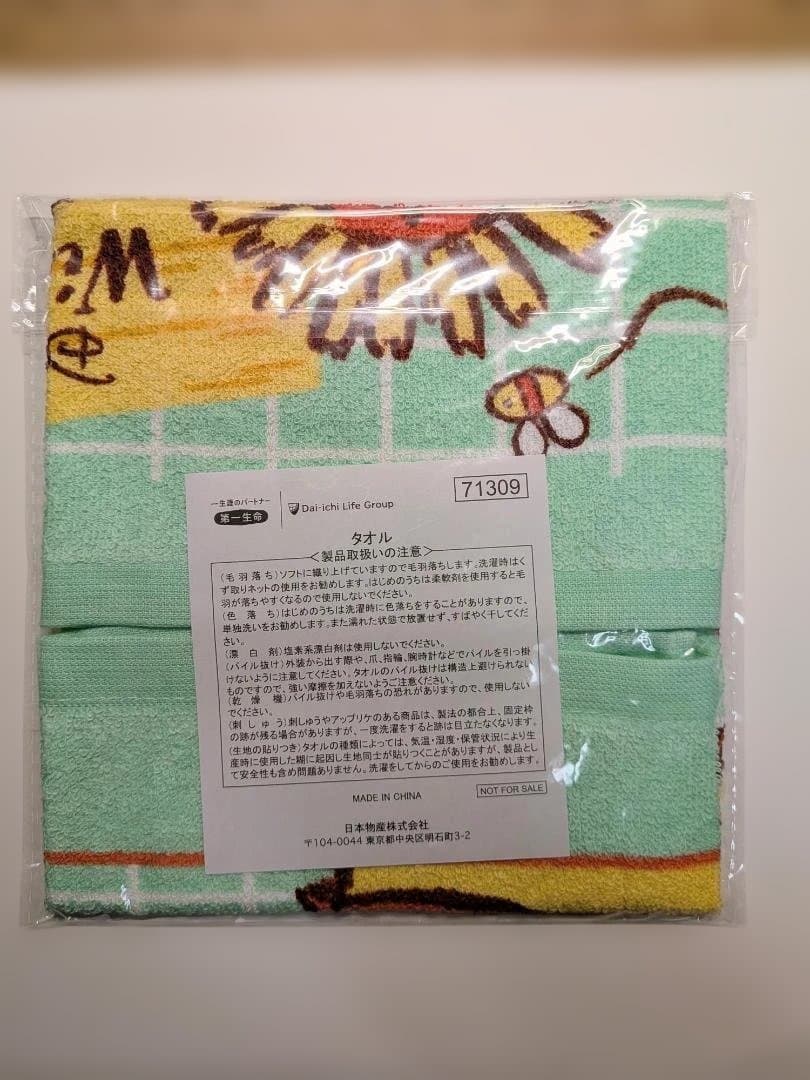 Wi
P
一生涯のパートナー
第一生命
Dai-ichi Life Group
71309
タオル
<製品取扱いの注意>
(毛羽落ち)ソフトに織り上げていますので毛羽落ちします。洗濯時はく
ず取りネットの使用をお勧めします。はじめのうちは柔軟剤を使用すると毛
羽が落ちやすくなるので使用しないでください。
(色落ち)はじめのうちは洗濯時に色落ちをすることがありますので、
単独洗いをお勧めします。また濡れた状態で放置せず、すばやく干してくだ
さい。
(漂白剤)塩素系漂白剤は使用しないでください。
(パイル抜け)外装から出す際や、爪、指輪、腕時計などでパイルを引っ掛
けないように注意してください。タオルのパイル抜けは構造上避けられない
ものですので、強い摩擦を加えないようご注意ください。
(乾燥機)パイル抜けや毛羽落ちの恐れがありますので、使用しない
でください。
(刺しゅう)刺しゅうやアップリケのある商品は、製法の都合上、固定枠
の跡が残る場合がありますが、一度洗濯をすると跡は目立たなくなります。
(生地の貼りつき)タオルの種類によっては、気温・湿度・保管状況により生
産時に使用した糊に起因し生地同士が貼りつくことがありますが、製品とし
て安全性も含め問題ありません。洗濯をしてからのご使用をお勧めします。
MADE IN CHINA
NOT FOR SALE
日本物産株式会社
〒104-0044 東京都中央区明石町3-2